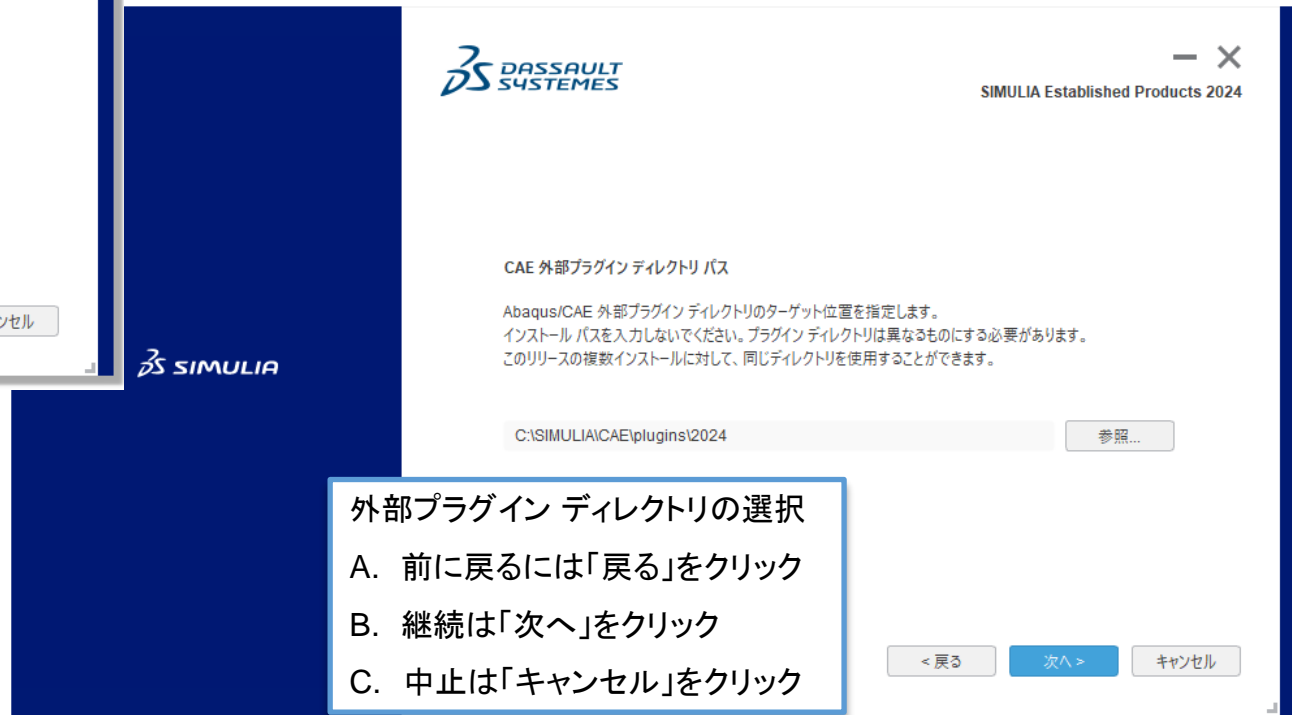 DASSAULT
SYSTEMES
SIMULIA Established Products 2024
CAE 外部プラグイン ディレクトリ パス
Abaqus/CAE 外部プラグイン ディレクトリのターゲット位置を指定します。
インストール パスを入力しないでください。プラグイン ディレクトリは異なるものにする必要があります。
このリリースの複数インストールに対して、同じディレクトリを使用することができます。
ンセル
SIMULIA
C:\SIMULIA\CAE\plugins\2024
参照...
外部プラグイン ディレクトリの選択
A. 前に戻るには「戻る」をクリック
B. 継続は「次へ」をクリック
C. 中止は「キャンセル」をクリック
< 戻る
次へ >
キャンセル